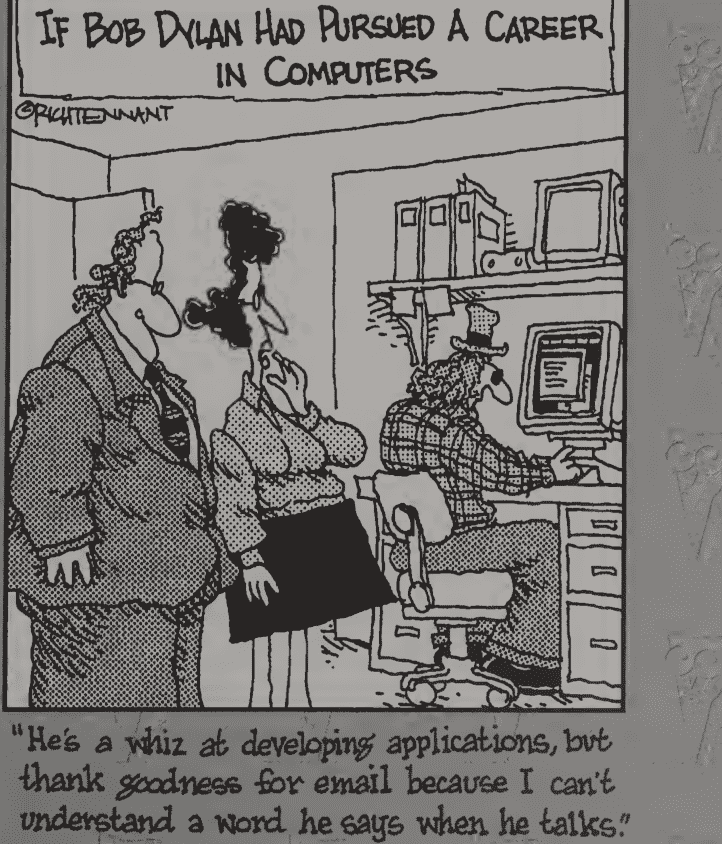 IF BOB DYLAN HAD PURSUED A CAREER
IN COMPUTERS
©RICHTENNANT
"He's a whiz at developing applications, but
thank goodness for email because I can't
understand a word he says when he talks."